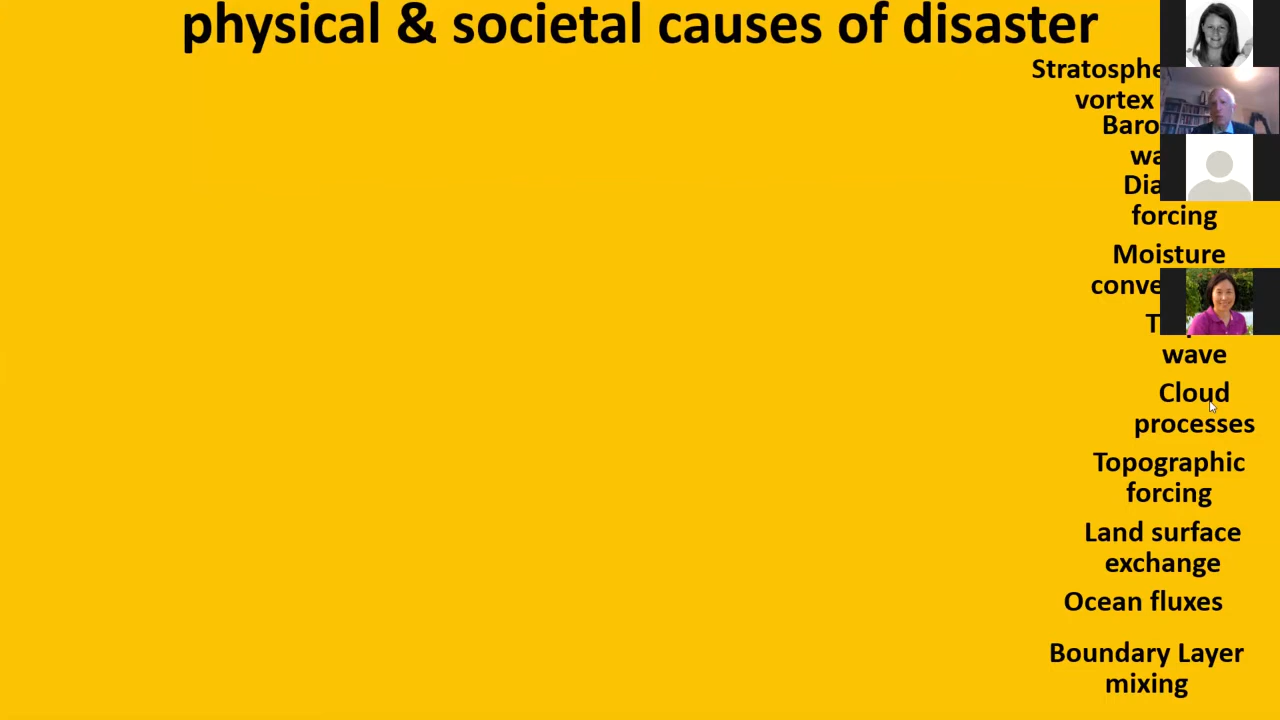 physical & societal causes of disaster
vortex
forcing
Moisture
wave
Cloud
processes
Topographic
forcing
Land surface
exchange
Ocean fluxes
Boundary Layer
mixing